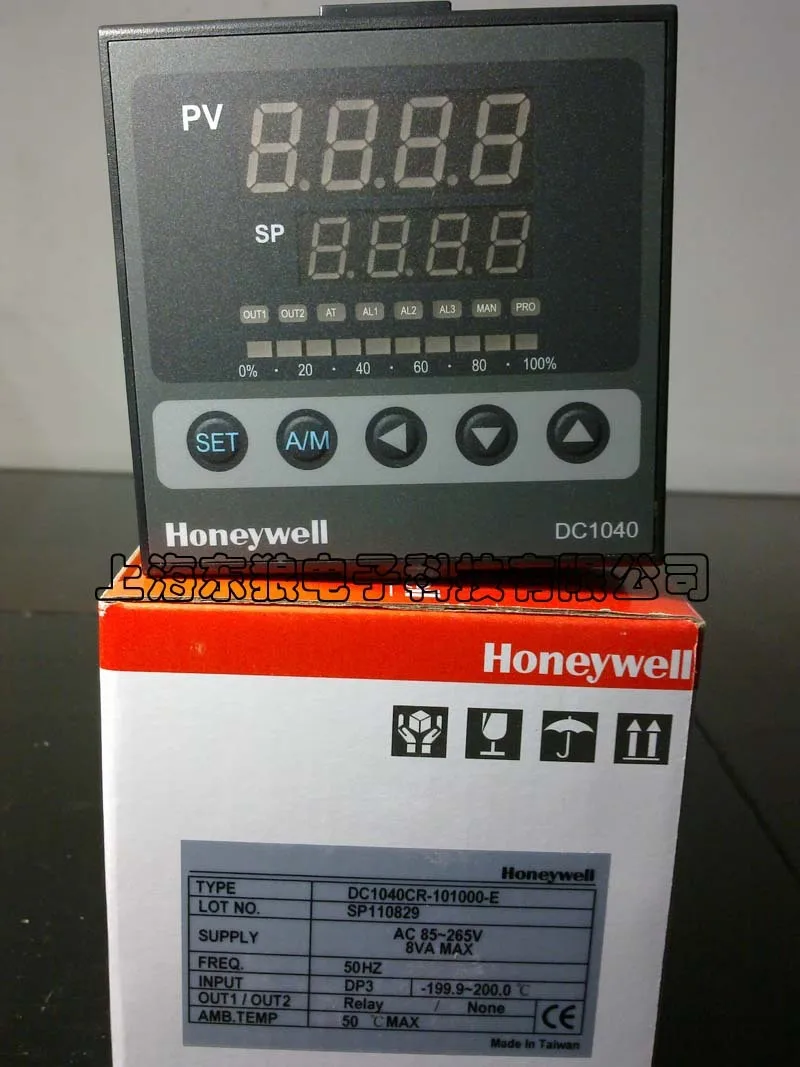 PV
SP
OUT1 OUT2 AT AL1 AL2 AL3 MAN PRO
0% · 20 · 40 · 60 · 80 · 100%
SET A/M
Honeywell DC1040
上海东狼电子科技有限公司
Honeywell
Honeywell
TYPE DC1040CR-101000-E
LOT NO. SP110829
SUPPLY AC 85~265V
8VA MAX
FREQ. 50HZ
INPUT DP3 -199.9~200.0 ℃
OUT1 / OUT2 Relay / None
AMB.TEMP 50 ℃ MAX CE
Made In Taiwan